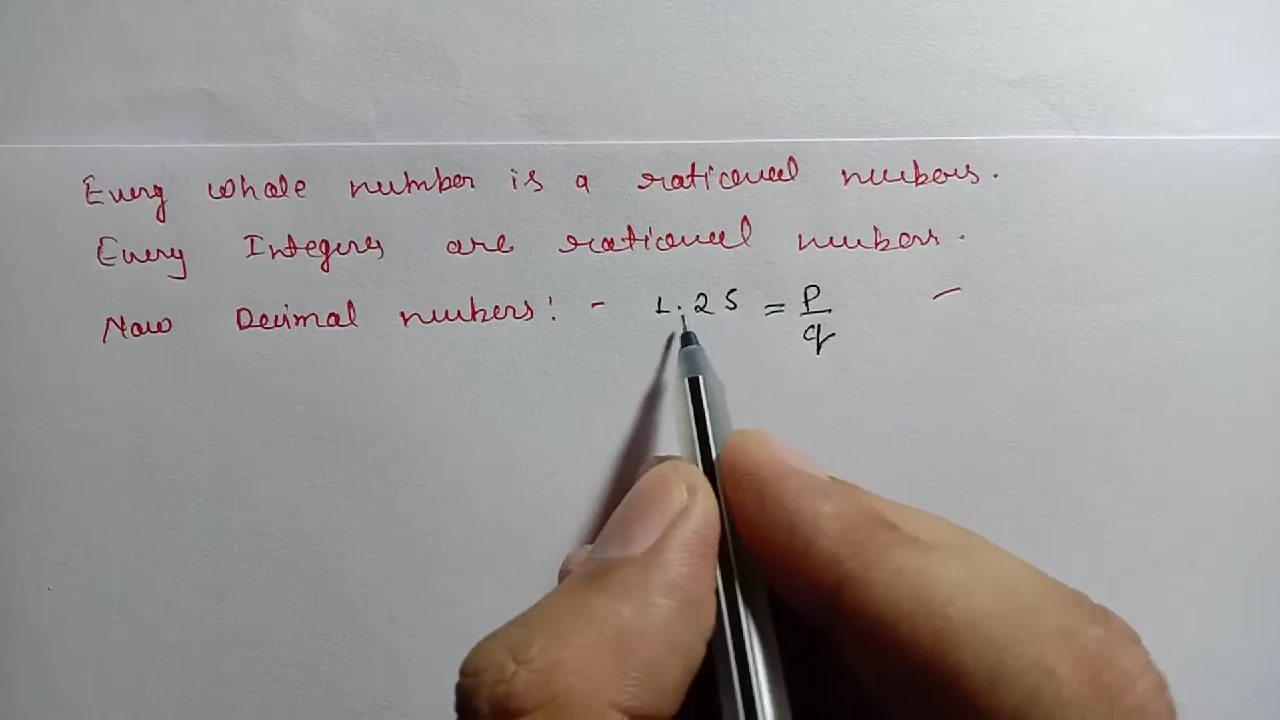 Every whole number is a rational numbers.
Every Integers are rational numbers.
Now Decimal numbers: - 1.25 = P/q -